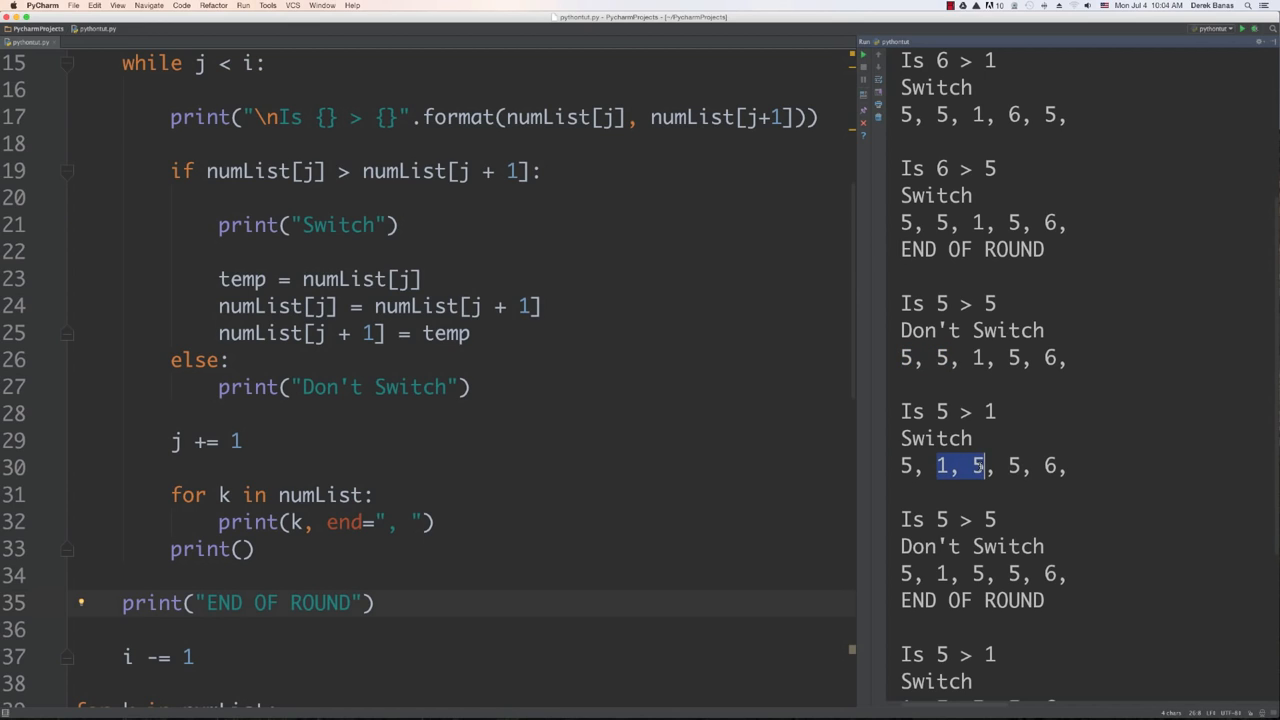 PyCharm File Edit View Navigate Code Refactor Run Tools VCS Window Help 10 Mon Jul 4 10:04 AM Derek Banas
pythontut.py - PycharmProjects - [~/PycharmProjects]
PycharmProjects pythontut.py pythontut
pythontut.py
Run pythontut
15 while j < i:
16
17 print("\nIs {} > {}".format(numList[j], numList[j+1]))
18
19 if numList[j] > numList[j + 1]:
20
21 print("Switch")
22
23 temp = numList[j]
24 numList[j] = numList[j + 1]
25 numList[j + 1] = temp
26 else:
27 print("Don't Switch")
28
29 j += 1
30
31 for k in numList:
32 print(k, end=", ")
33 print()
34
35 print("END OF ROUND")
36
37 i -= 1
38
39 for k in numList:
Is 6 > 1
Switch
5, 5, 1, 6, 5,
Is 6 > 5
Switch
5, 5, 1, 5, 6,
END OF ROUND
Is 5 > 5
Don't Switch
5, 5, 1, 5, 6,
Is 5 > 1
Switch
5, 1, 5, 5, 6,
Is 5 > 5
Don't Switch
5, 1, 5, 5, 6,
END OF ROUND
Is 5 > 1
Switch
4 chars 20:8 LF‡ UTF-8‡